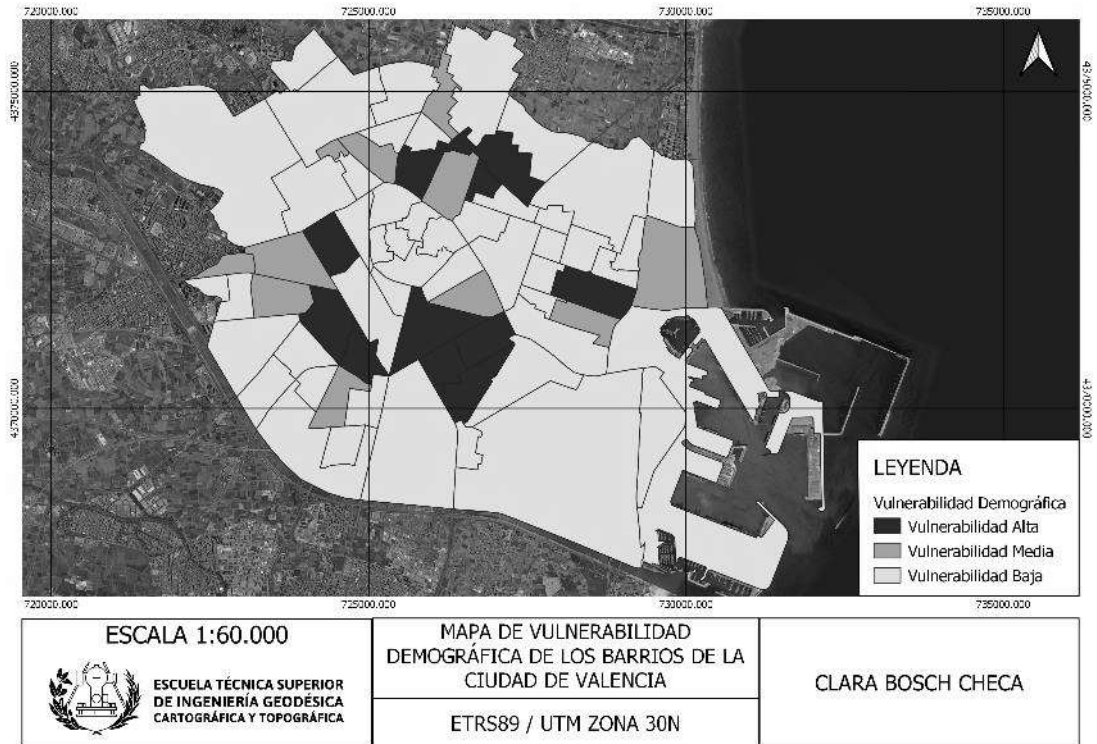 720000.000 725000.000 730000.000 735000.000
4375000.000 4375000.000
4370000.000 4370000.000
LEYENDA
Vulnerabilidad Demográfica
Vulnerabilidad Alta
Vulnerabilidad Media
Vulnerabilidad Baja
720000.000 725000.000 730000.000 735000.000
ESCALA 1:60.000
ESCUELA TÉCNICA SUPERIOR
DE INGENIERÍA GEODÉSICA
CARTOGRÁFICA Y TOPOGRÁFICA
MAPA DE VULNERABILIDAD
DEMOGRÁFICA DE LOS BARRIOS DE LA
CIUDAD DE VALENCIA
ETRS89 / UTM ZONA 30N
CLARA BOSCH CHECA